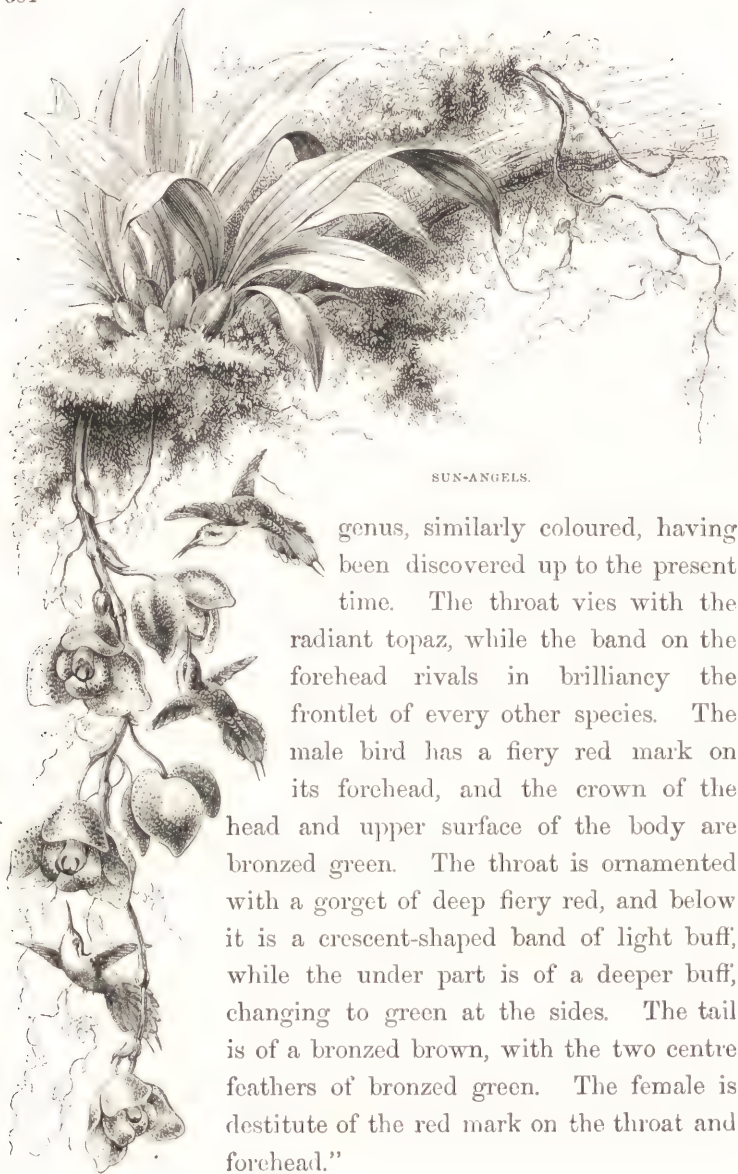 SUN-ANGELS.
genus, similarly coloured, having
been discovered up to the present
time. The throat vies with the
radiant topaz, while the band on the
forehead rivals in brilliancy the
frontlet of every other species. The
male bird has a fiery red mark on
its forehead, and the crown of the
head and upper surface of the body are
bronzed green. The throat is ornamented
with a gorget of deep fiery red, and below
it is a crescent-shaped band of light buff,
while the under part is of a deeper buff,
changing to green at the sides. The tail
is of a bronzed brown, with the two centre
feathers of bronzed green. The female is
destitute of the red mark on the throat and
forehead.”